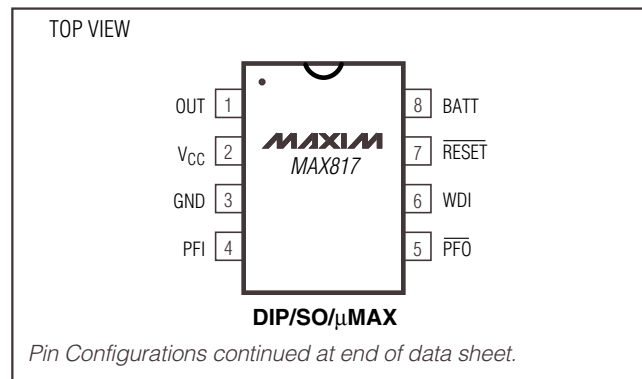 TOP VIEW
OUT 1
8 BATT
VCC 2
MAXIM
7 RESET
MAX817
GND 3
6 WDI
PFI 4
5 PFO
DIP/SO/μMAX
Pin Configurations continued at end of data sheet.